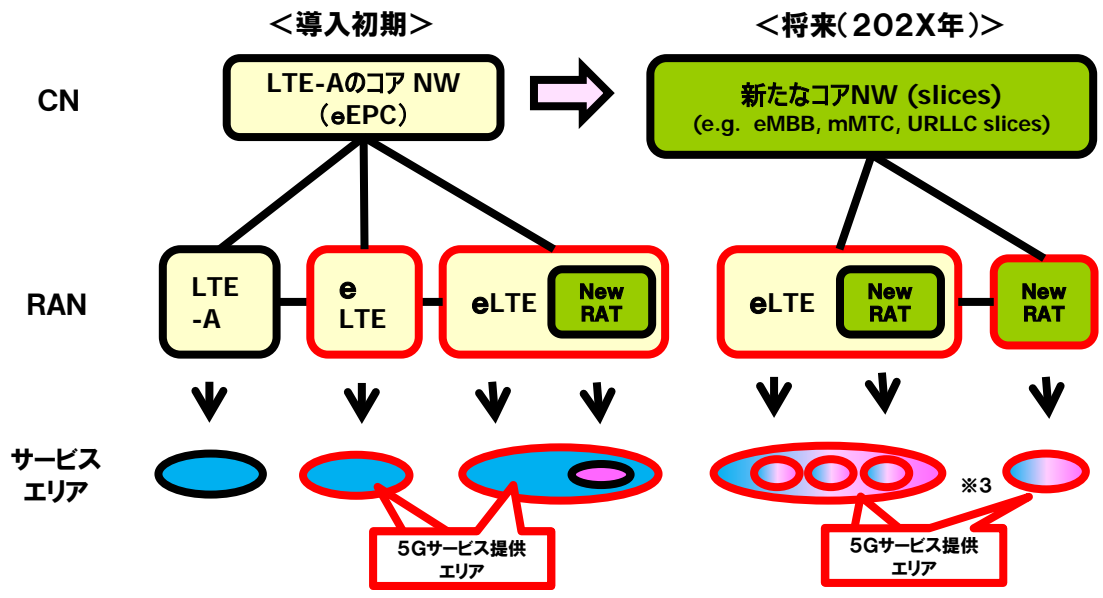 ＜導入初期＞
＜将来（202X年）＞
CN
LTE-Aのコア NW
（eEPC）
新たなコアNW (slices)
(e.g. eMBB, mMTC, URLLC slices)
RAN
LTE
-A
e
LTE
eLTE
New
RAT
eLTE
New
RAT
New
RAT
サービス
エリア
※3
5Gサービス提供
エリア
5Gサービス提供
エリア